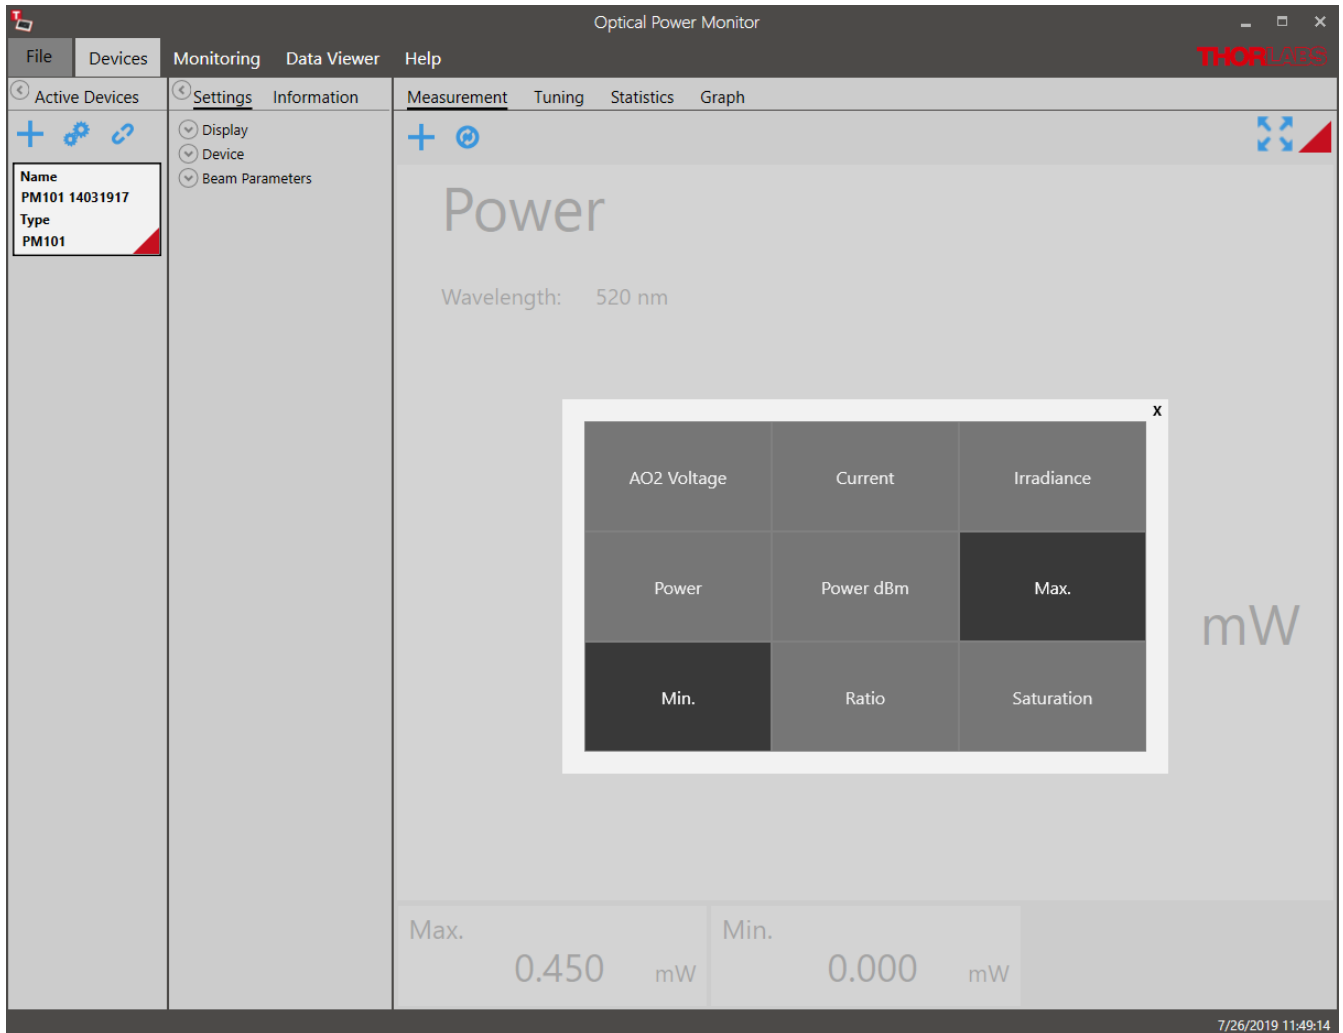 Optical Power Monitor
File Devices Monitoring Data Viewer Help
THORLABS
Active Devices
Settings Information
Measurement Tuning Statistics Graph
Name
PM101 14031917
Type
PM101
Display
Device
Beam Parameters
Power
Wavelength: 520 nm
X
AO2 Voltage Current Irradiance
Power Power dBm Max.
Min. Ratio Saturation
mW
Max.
0.450 mW
Min.
0.000 mW
7/26/2019 11:49:14